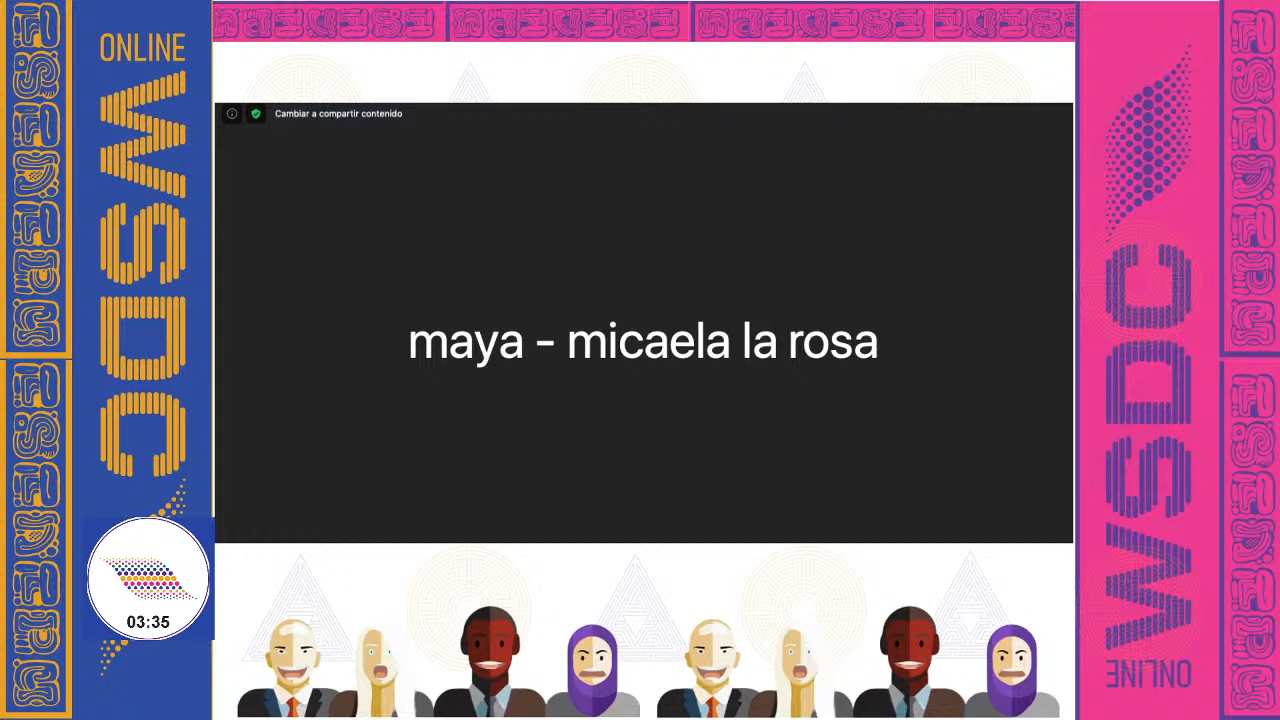 ONLINE
WSDC
Cambiar a compartir contenido
maya - micaela la rosa
03:35
WSDC
ONLINE